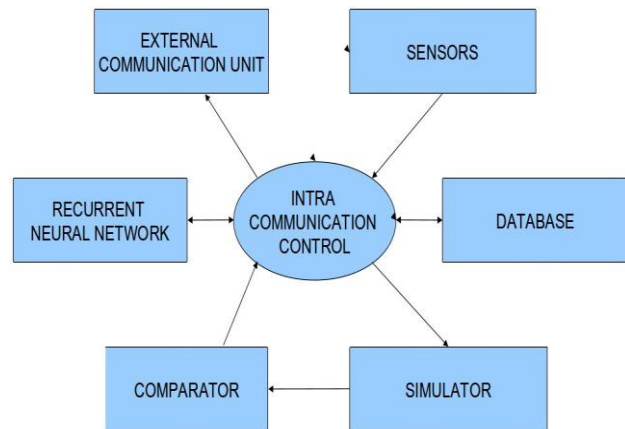 EXTERNAL
COMMUNICATION UNIT
SENSORS
RECURRENT
NEURAL NETWORK
INTRA
COMMUNICATION
CONTROL
DATABASE
COMPARATOR
SIMULATOR